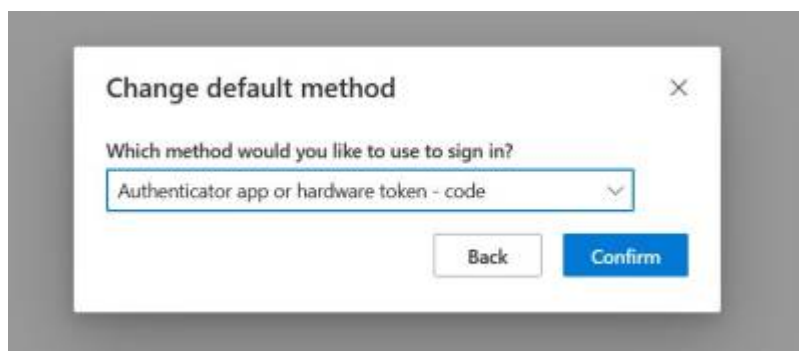 Change default method
Which method would you like to use to sign in?
Authenticator app or hardware token - code
Back
Confirm